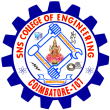 SNS COLLEGE OF ENGINEERING
COIMBATORE-107